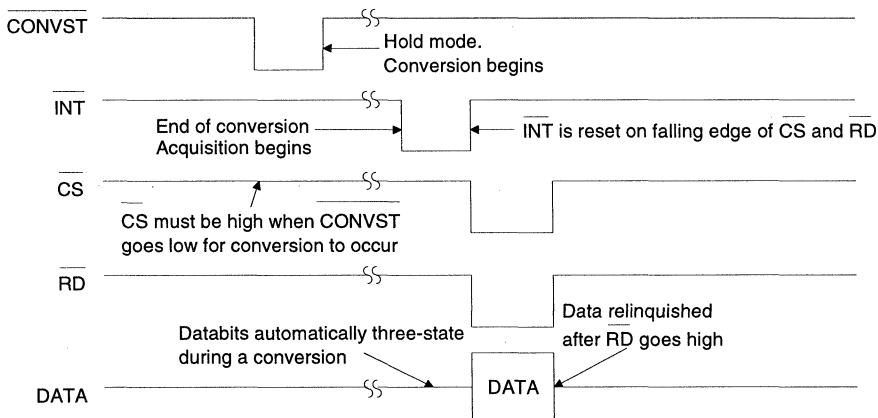 CONVST
Hold mode.
Conversion begins
INT
End of conversion
Acquisition begins
INT is reset on falling edge of CS and RD
CS
CS must be high when CONVST
goes low for conversion to occur
RD
Databits automatically three-state
during a conversion
Data relinquished
after RD goes high
DATA
DATA